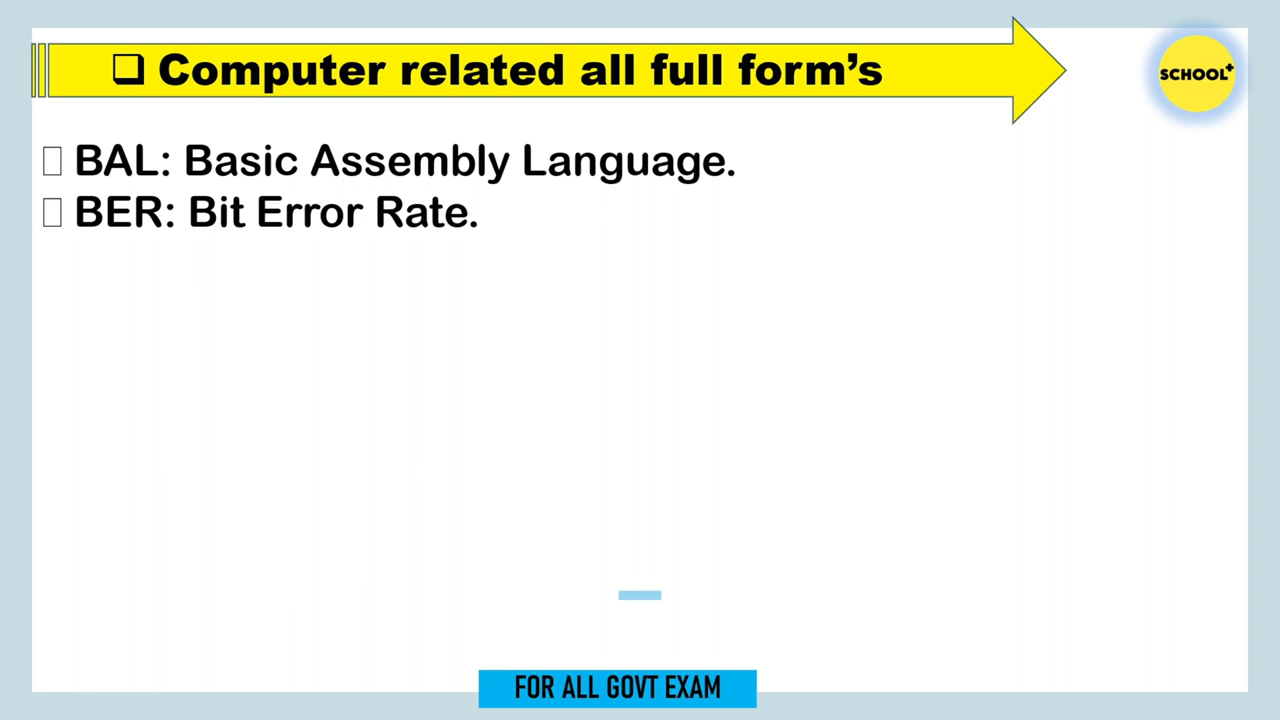 ❑ Computer related all full form's
SCHOOL+
BAL: Basic Assembly Language.
BER: Bit Error Rate.
FOR ALL GOVT EXAM